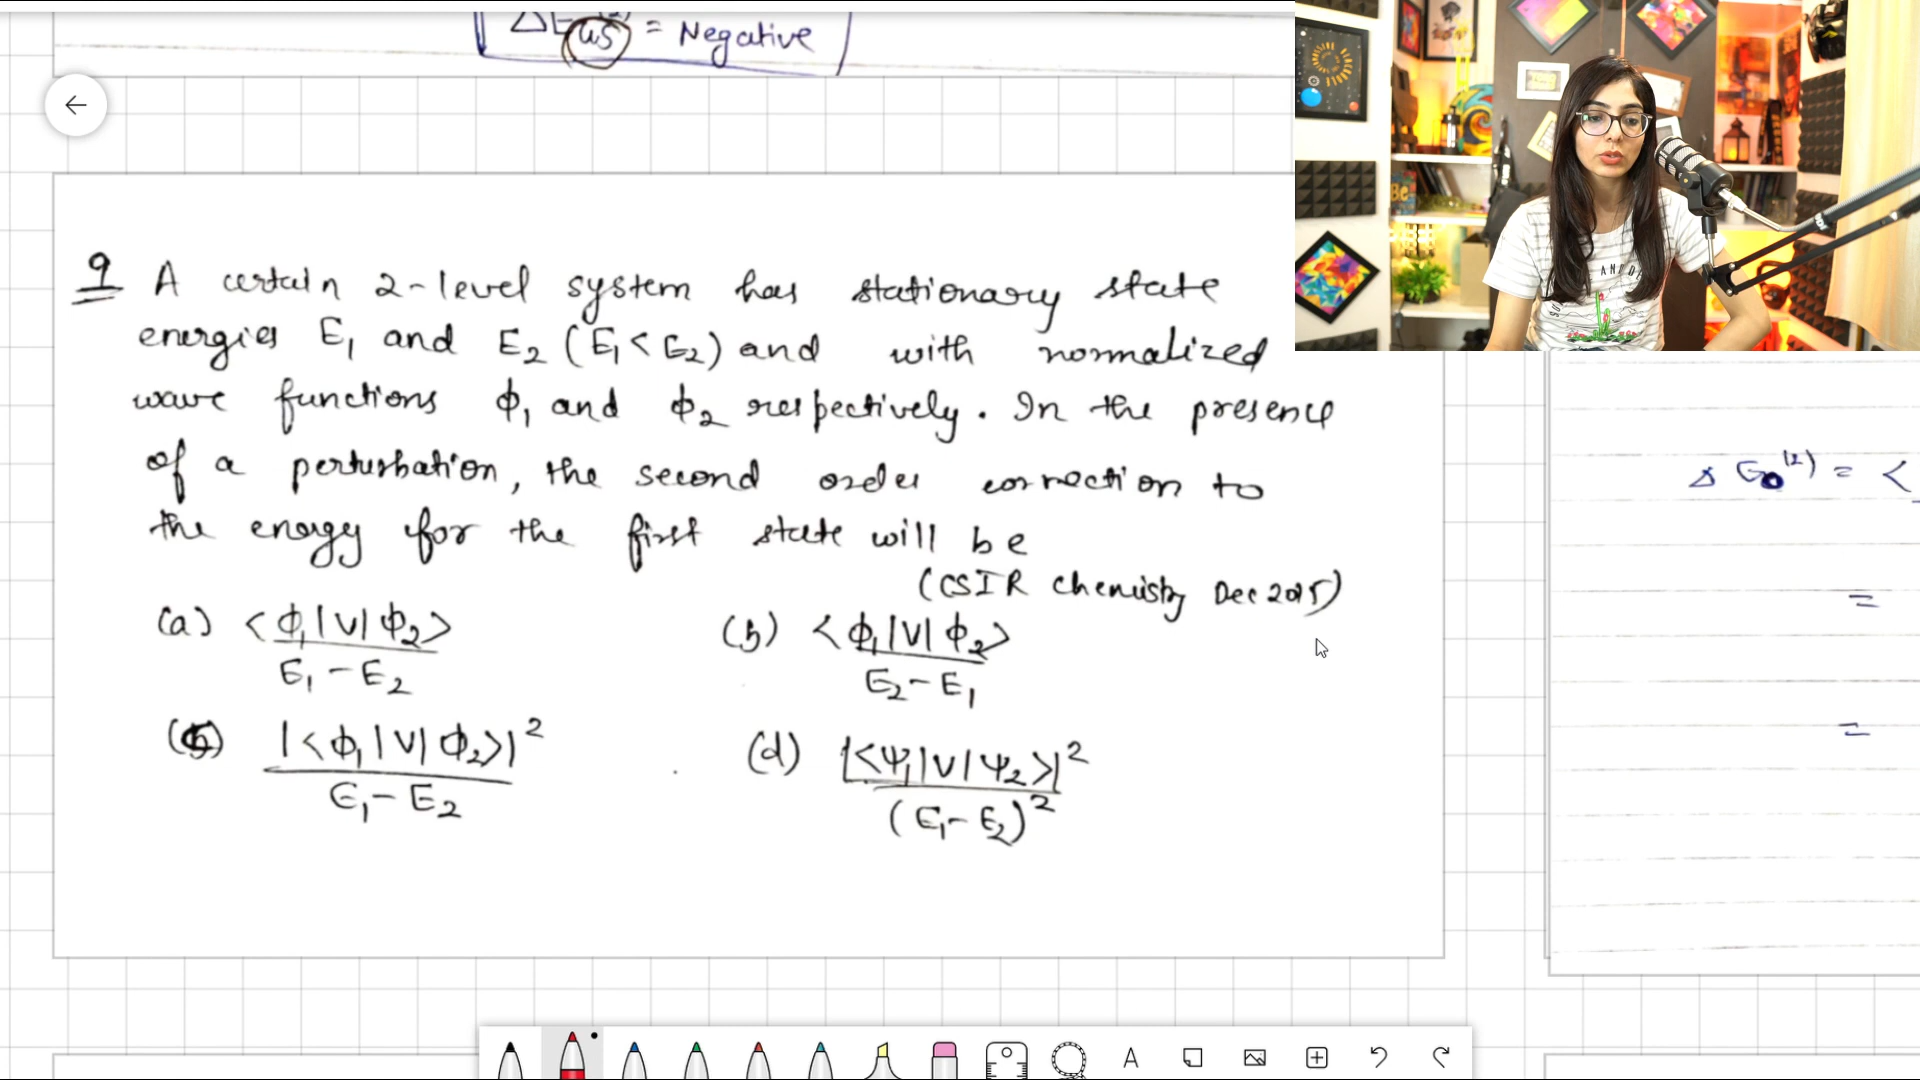 = Negative
GS
9 A certain 2-level system has stationary state
energies E₁ and E₂ (E₁ < E₂) and with normalized
wave functions ϕ₁ and ϕ₂ respectively. In the presence
of a perturbation, the second order correction to
the energy for the first state will be
(CSIR chemistry Dec 2015)
(a) <ϕ₁|V|ϕ₂> / E₁ - E₂
(b) <ϕ₁|V|ϕ₂> / E₂ - E₁
(c) |<ϕ₁|V|ϕ₂>|² / E₁ - E₂
(d) |<Ψ₁|V|Ψ₂>|² / (E₁ - E₂)²
Δ E₀⁽²⁾ = <
=
=
A